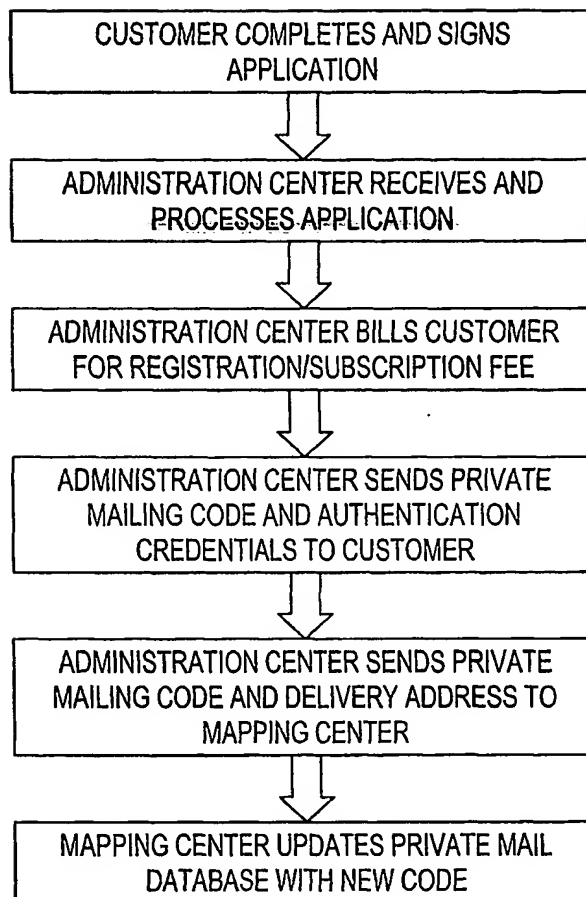 CUSTOMER COMPLETES AND SIGNS
APPLICATION
ADMINISTRATION CENTER RECEIVES AND
PROCESSES APPLICATION
ADMINISTRATION CENTER BILLS CUSTOMER
FOR REGISTRATION/SUBSCRIPTION FEE
ADMINISTRATION CENTER SENDS PRIVATE
MAILING CODE AND AUTHENTICATION
CREDENTIALS TO CUSTOMER
ADMINISTRATION CENTER SENDS PRIVATE
MAILING CODE AND DELIVERY ADDRESS TO
MAPPING CENTER
MAPPING CENTER UPDATES PRIVATE MAIL
DATABASE WITH NEW CODE